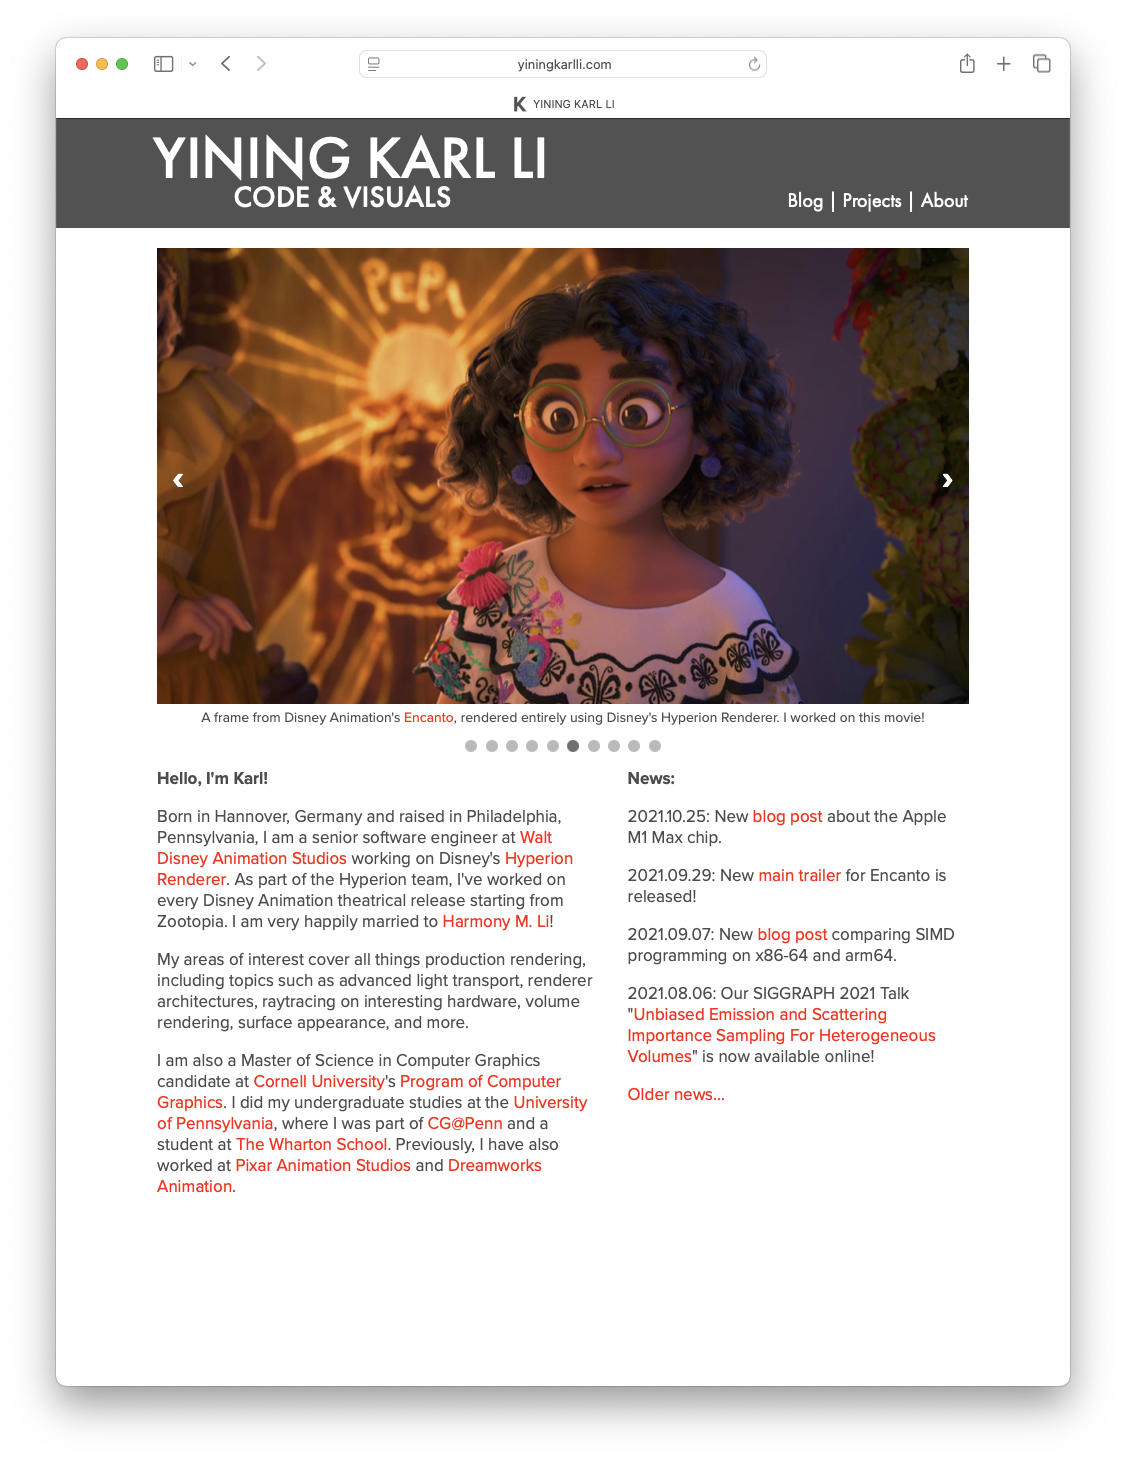 yiningkarlli.com
K YINING KARL LI
YINING KARL LI
CODE & VISUALS
Blog | Projects | About
PEPI
‹ ›
A frame from Disney Animation's Encanto, rendered entirely using Disney's Hyperion Renderer. I worked on this movie!
Hello, I'm Karl!
Born in Hannover, Germany and raised in Philadelphia,
Pennsylvania, I am a senior software engineer at Walt
Disney Animation Studios working on Disney's Hyperion
Renderer. As part of the Hyperion team, I've worked on
every Disney Animation theatrical release starting from
Zootopia. I am very happily married to Harmony M. Li!
My areas of interest cover all things production rendering,
including topics such as advanced light transport, renderer
architectures, raytracing on interesting hardware, volume
rendering, surface appearance, and more.
I am also a Master of Science in Computer Graphics
candidate at Cornell University's Program of Computer
Graphics. I did my undergraduate studies at the University
of Pennsylvania, where I was part of CG@Penn and a
student at The Wharton School. Previously, I have also
worked at Pixar Animation Studios and Dreamworks
Animation.
News:
2021.10.25: New blog post about the Apple
M1 Max chip.
2021.09.29: New main trailer for Encanto is
released!
2021.09.07: New blog post comparing SIMD
programming on x86-64 and arm64.
2021.08.06: Our SIGGRAPH 2021 Talk
"Unbiased Emission and Scattering
Importance Sampling For Heterogeneous
Volumes" is now available online!
Older news...